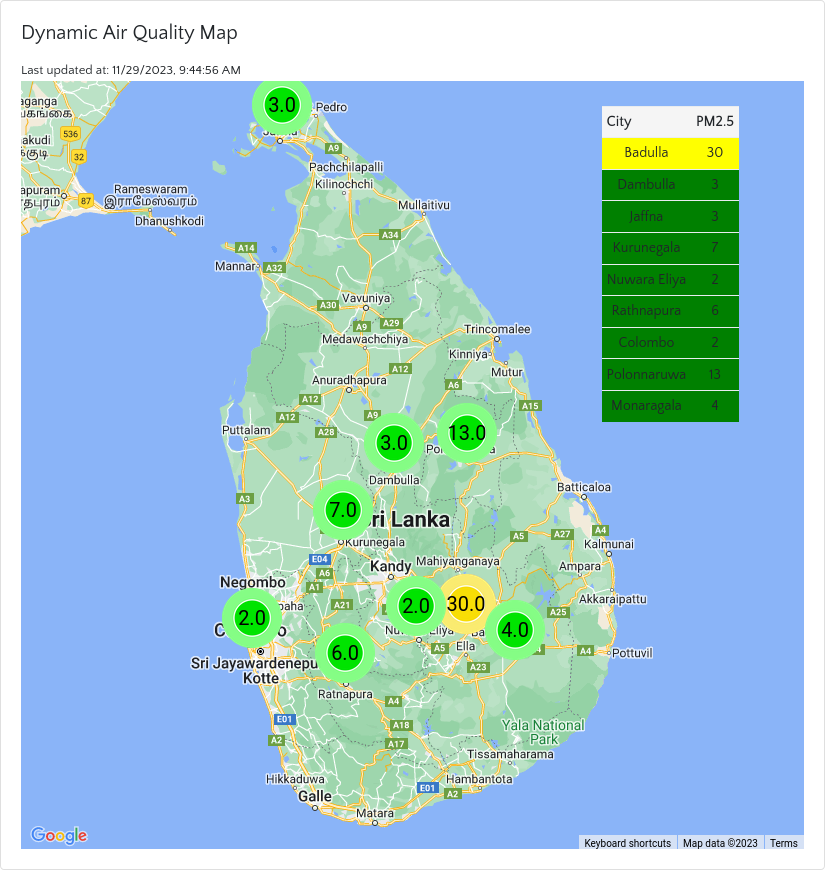 Dynamic Air Quality Map
Last updated at: 11/29/2023, 9:44:56 AM
3.0
Pedro
aganga
City PM2.5
Badulla 30
Dambulla 3
Jaffna 3
Kurunegala 7
Nuwara Eliya 2
Rathnapura 6
Colombo 2
Polonnaruwa 13
Monaragala 4
536
32
akudi
A9
Pachchilapalli
Kilinochchi
apuram
87
Rameswaram
இராமேஸ்வரம்
Dhanushkodi
Mullaitivu
A34
A14
Mannar
A32
A30
Vavuniya
A9
A29
Medawachchiya
Trincomalee
Kinniya
Mutur
A12
Anuradhapura
A6
A12
A12
A9
A15
A28
Puttalam
3.0
13.0
Dambulla
Batticaloa
A3
7.0
ri Lanka
Kurunegala
A5
A27
A4
Kalmunai
E04
Kandy
Mahiyanganaya
Ampara
A6
Negombo
A1
A21
Akkaraipattu
A25
2.0
2.0
30.0
4.0
6.0
Ella
A5
A4
Pottuvil
A23
Sri Jayawardenepu
Kotte
Ratnapura
A4
E01
A18
A2
A17
Yala National
Park
Tissamaharama
Hikkaduwa
Hambantota
E01
A2
Galle
Matara
Google
Keyboard shortcuts
Map data ©2023
Terms